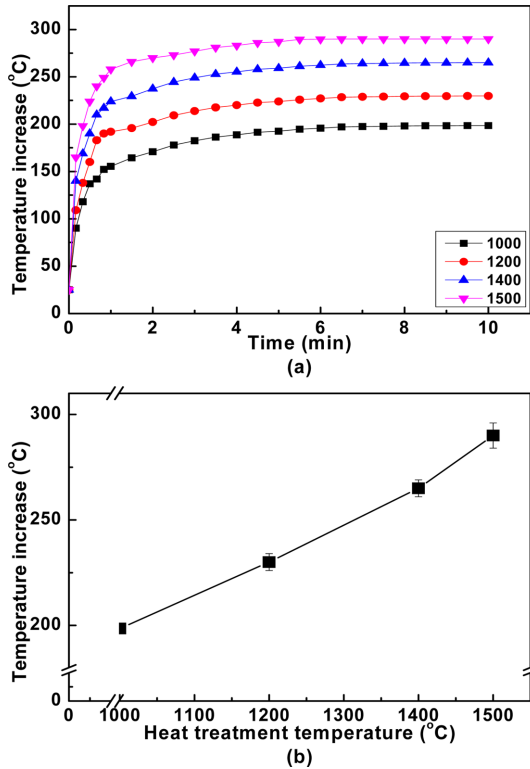 300
250
200
150
100
50
0
Temperature increase (°C)
1000
1200
1400
1500
0 2 4 6 8 10
Time (min)
(a)
300
250
200
0
Temperature increase (°C)
0 1000 1100 1200 1300 1400 1500
Heat treatment temperature (°C)
(b)